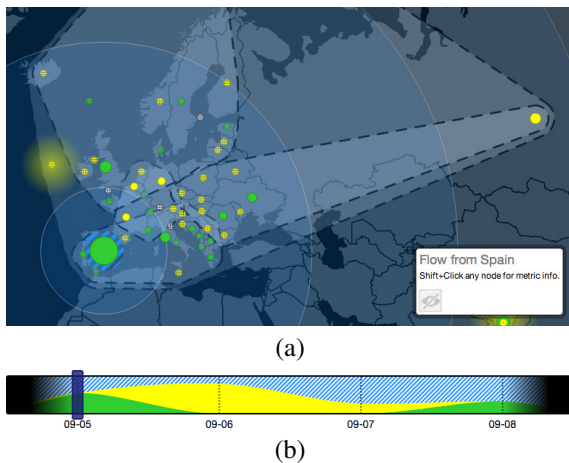 Flow from Spain
Shift+Click any node for metric info.
(a)
09-05 09-06 09-07 09-08
(b)